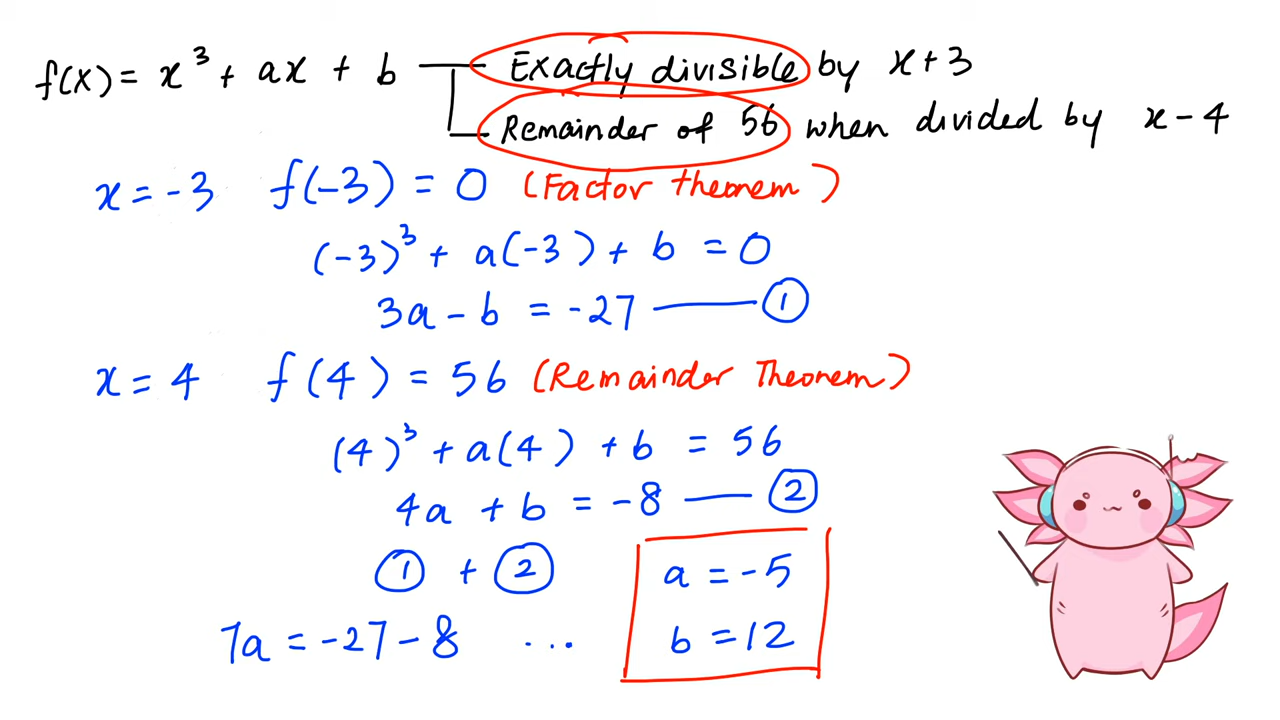 f(x) = x³ + ax + b — Exactly divisible by x + 3
Remainder of 56 when divided by x - 4
x = -3 f(-3) = 0 (Factor theorem)
(-3)³ + a(-3) + b = 0
3a - b = -27 — ①
x = 4 f(4) = 56 (Remainder Theorem)
(4)³ + a(4) + b = 56
4a + b = -8 — ②
① + ② a = -5
7a = -27 - 8 ... b = 12